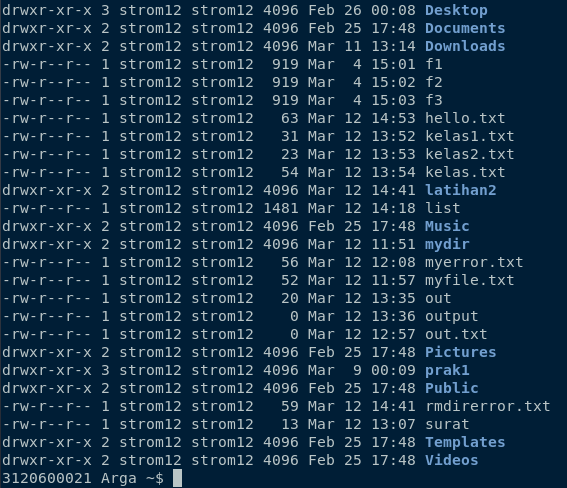 drwxr-xr-x 3 strom12 strom12 4096 Feb 26 00:08 Desktop
drwxr-xr-x 2 strom12 strom12 4096 Feb 25 17:48 Documents
drwxr-xr-x 2 strom12 strom12 4096 Mar 11 13:14 Downloads
-rw-r--r-- 1 strom12 strom12  919 Mar  4 15:01 f1
-rw-r--r-- 1 strom12 strom12  919 Mar  4 15:02 f2
-rw-r--r-- 1 strom12 strom12  919 Mar  4 15:03 f3
-rw-r--r-- 1 strom12 strom12   63 Mar 12 14:53 hello.txt
-rw-r--r-- 1 strom12 strom12   31 Mar 12 13:52 kelas1.txt
-rw-r--r-- 1 strom12 strom12   23 Mar 12 13:53 kelas2.txt
-rw-r--r-- 1 strom12 strom12   54 Mar 12 13:54 kelas.txt
drwxr-xr-x 2 strom12 strom12 4096 Mar 12 14:41 latihan2
-rw-r--r-- 1 strom12 strom12 1481 Mar 12 14:18 list
drwxr-xr-x 2 strom12 strom12 4096 Feb 25 17:48 Music
drwxr-xr-x 2 strom12 strom12 4096 Mar 12 11:51 mydir
-rw-r--r-- 1 strom12 strom12   56 Mar 12 12:08 myerror.txt
-rw-r--r-- 1 strom12 strom12   52 Mar 12 11:57 myfile.txt
-rw-r--r-- 1 strom12 strom12   20 Mar 12 13:35 out
-rw-r--r-- 1 strom12 strom12    0 Mar 12 13:36 output
-rw-r--r-- 1 strom12 strom12    0 Mar 12 12:57 out.txt
drwxr-xr-x 2 strom12 strom12 4096 Feb 25 17:48 Pictures
drwxr-xr-x 3 strom12 strom12 4096 Mar  9 00:09 prak1
drwxr-xr-x 2 strom12 strom12 4096 Feb 25 17:48 Public
-rw-r--r-- 1 strom12 strom12   59 Mar 12 14:41 rmdirerror.txt
-rw-r--r-- 1 strom12 strom12   13 Mar 12 13:07 surat
drwxr-xr-x 2 strom12 strom12 4096 Feb 25 17:48 Templates
drwxr-xr-x 2 strom12 strom12 4096 Feb 25 17:48 Videos
3120600021 Arga ~$